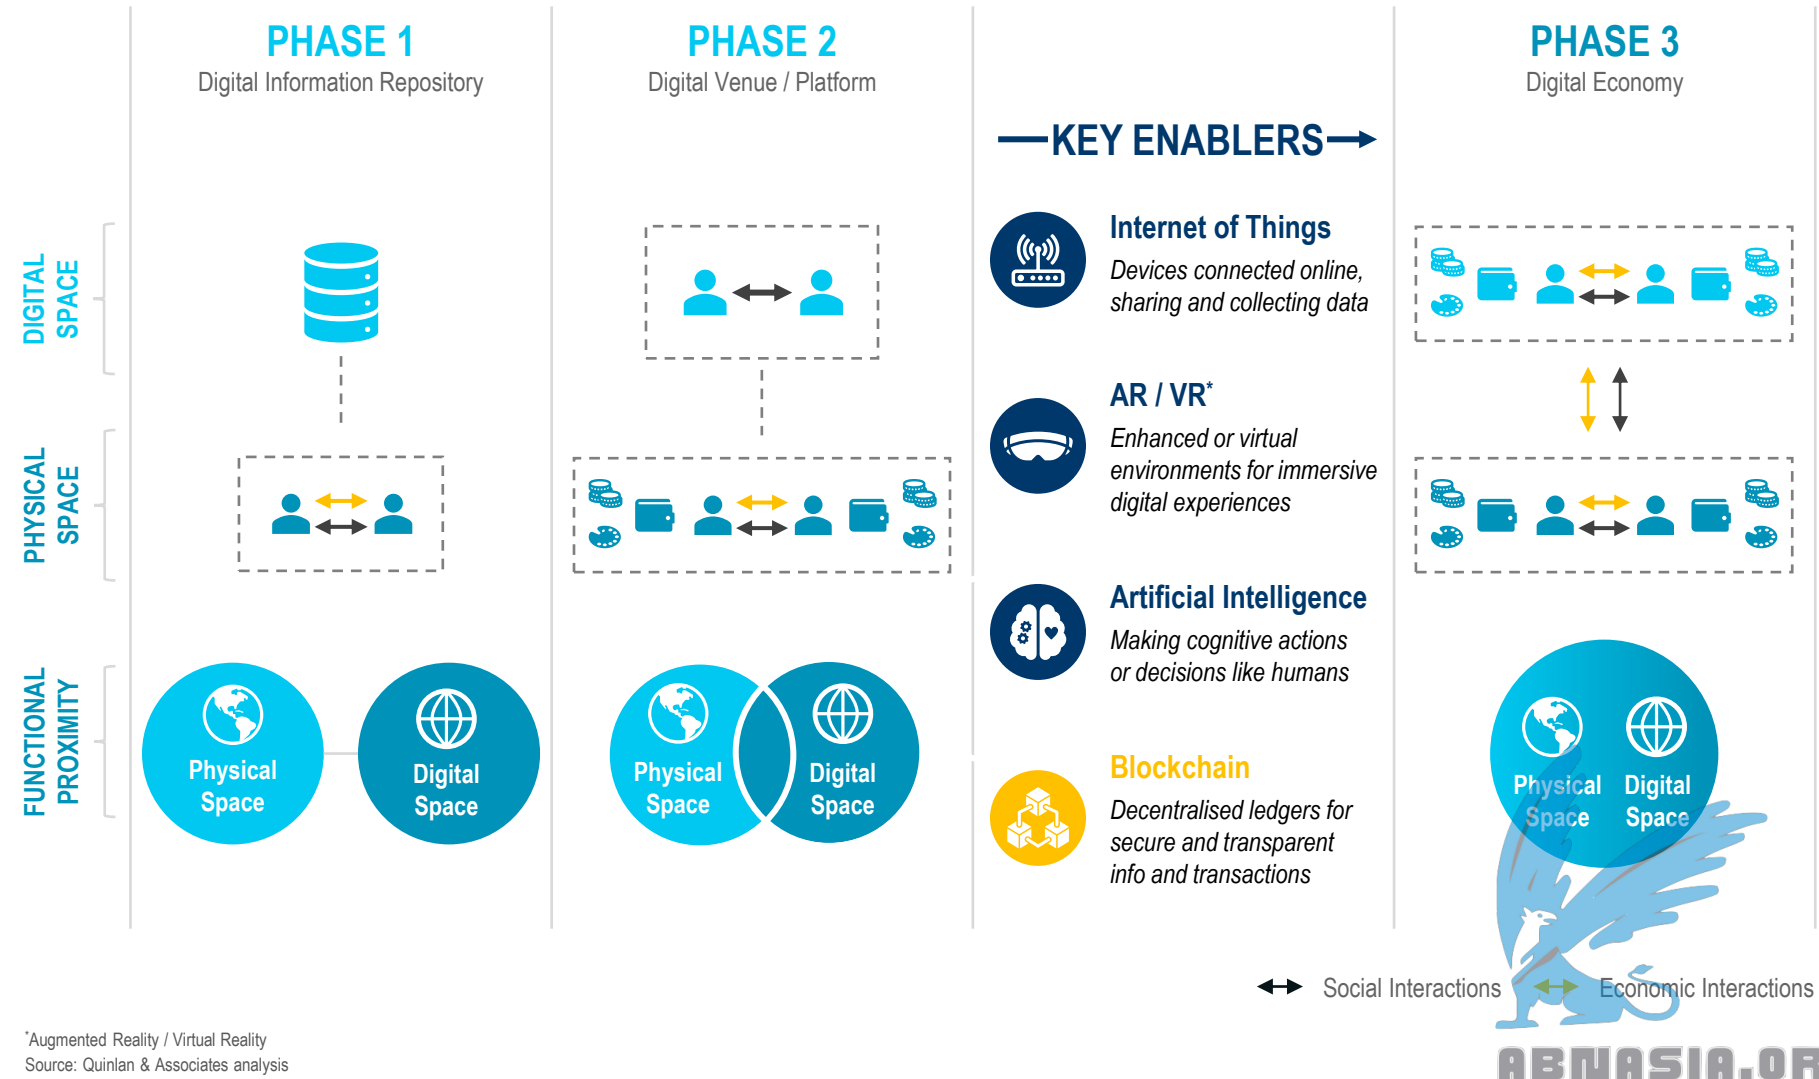 PHASE 1
Digital Information Repository
PHASE 2
Digital Venue / Platform
KEY ENABLERS
PHASE 3
Digital Economy
DIGITAL
SPACE
PHYSICAL
SPACE
FUNCTIONAL
PROXIMITY
Internet of Things
Devices connected online,
sharing and collecting data
AR / VR*
Enhanced or virtual
environments for immersive
digital experiences
Artificial Intelligence
Making cognitive actions
or decisions like humans
Blockchain
Decentralised ledgers for
secure and transparent
info and transactions
Physical
Space
Digital
Space
Physical
Space
Digital
Space
Physical
Space
Digital
Space
Social Interactions
Economic Interactions
*Augmented Reality / Virtual Reality
Source: Quinlan & Associates analysis
ABNASIA.OR